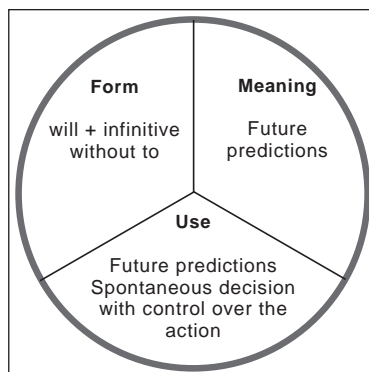 Form
will + infinitive
without to
Meaning
Future
predictions
Use
Future predictions
Spontaneous decision
with control over the
action